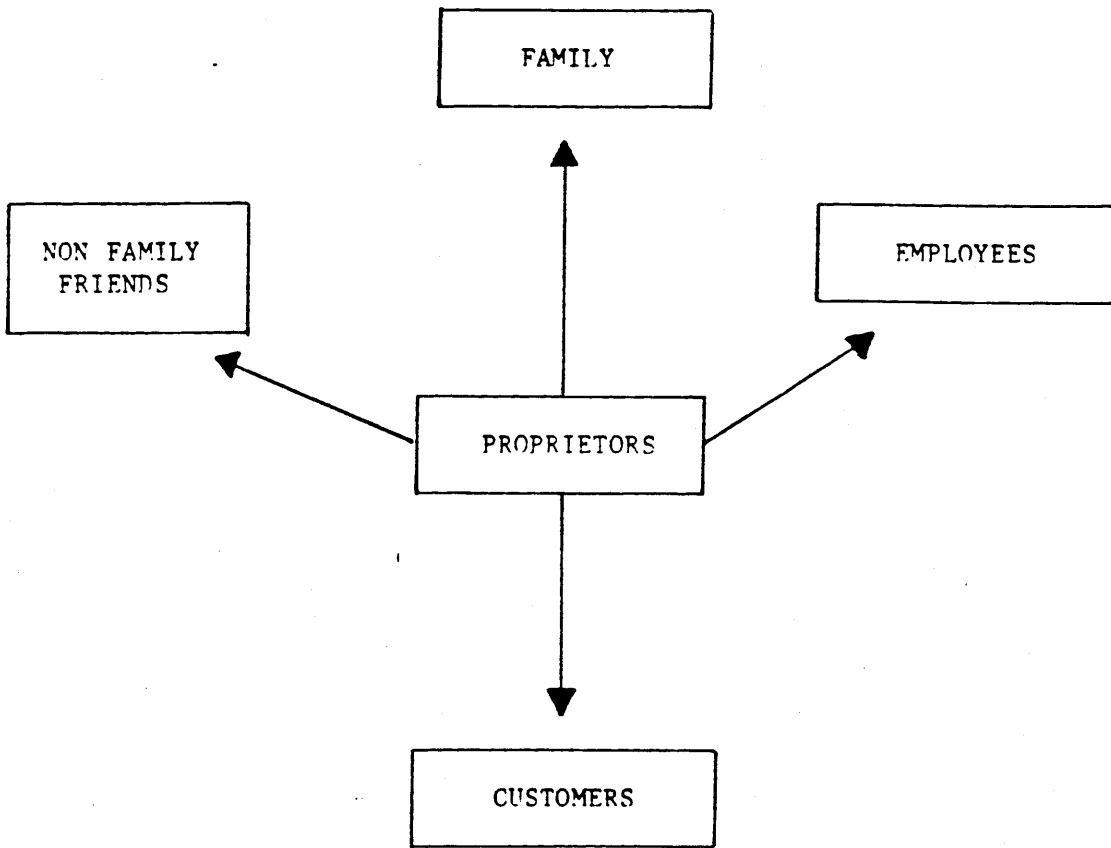 FAMILY
NON FAMILY
FRIENDS
EMPLOYEES
PROPRIETORS
CUSTOMERS